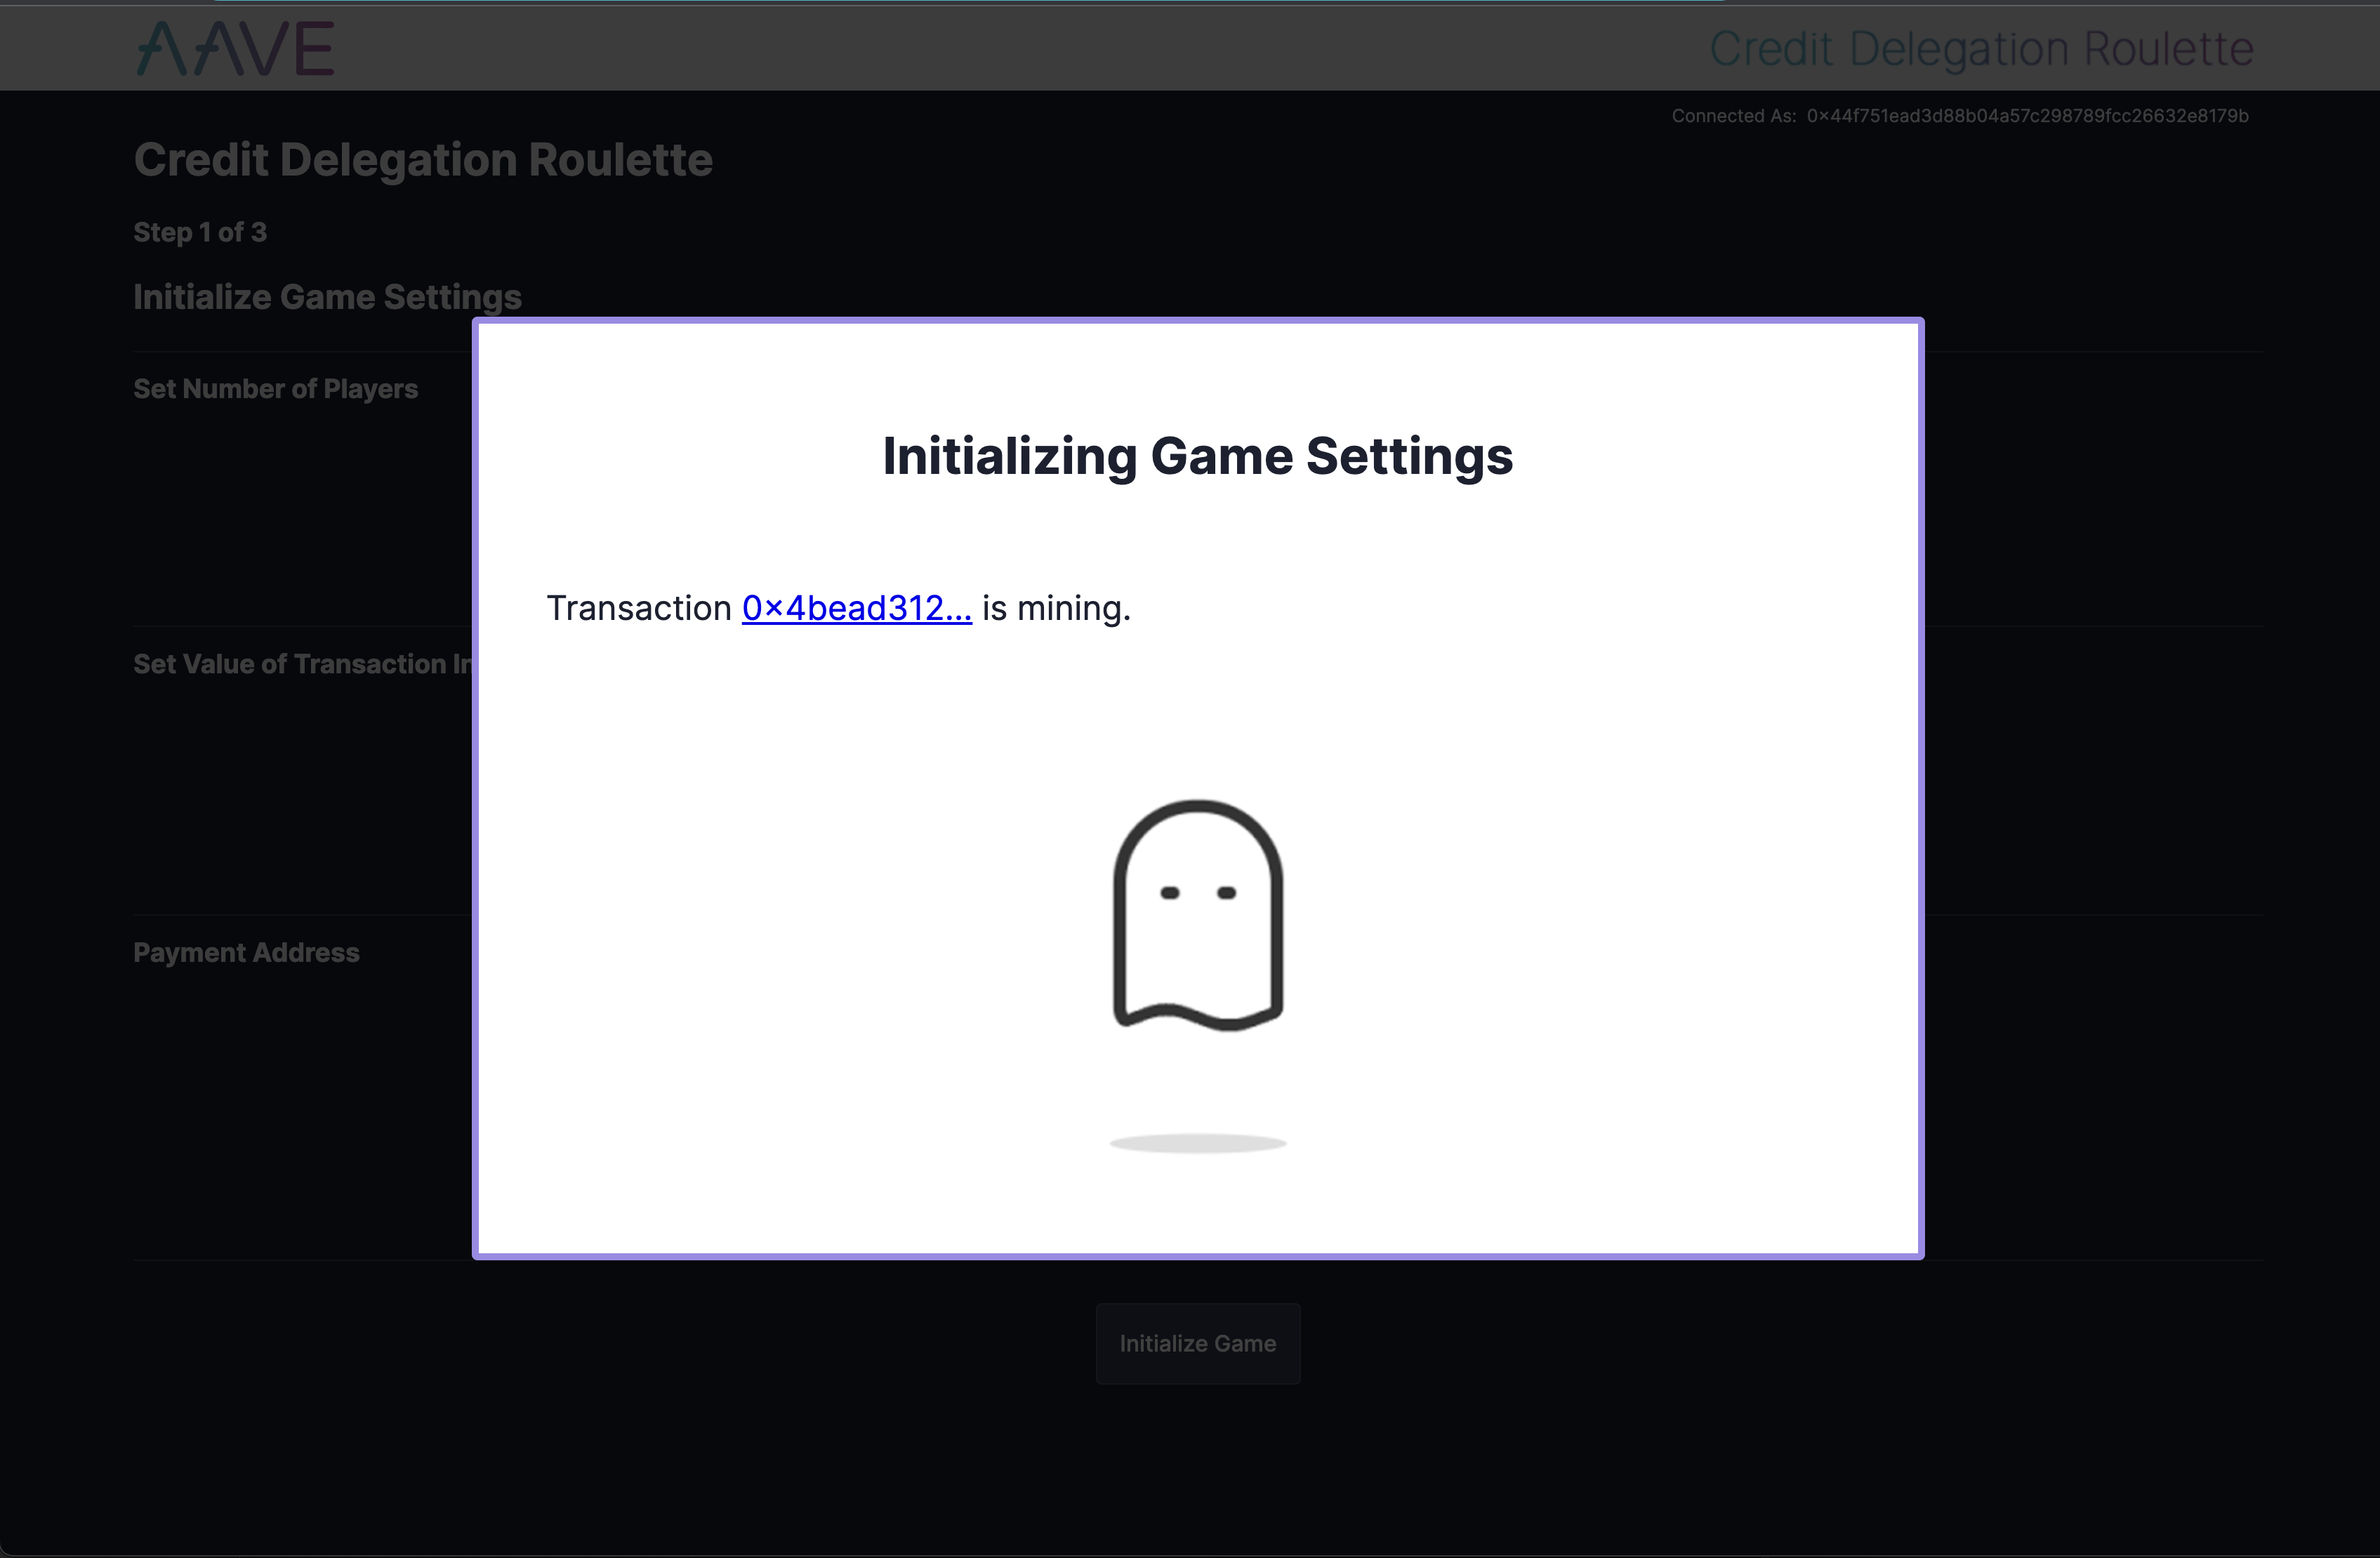 AAVE
Credit Delegation Roulette
Connected As: 0×44f751ead3d88b04a57c298789fcc26632e8179b
Credit Delegation Roulette
Step 1 of 3
Initialize Game Settings
Set Number of Players
Initializing Game Settings
Transaction 0×4bead312... is mining.
Set Value of Transaction In
Payment Address
Initialize Game